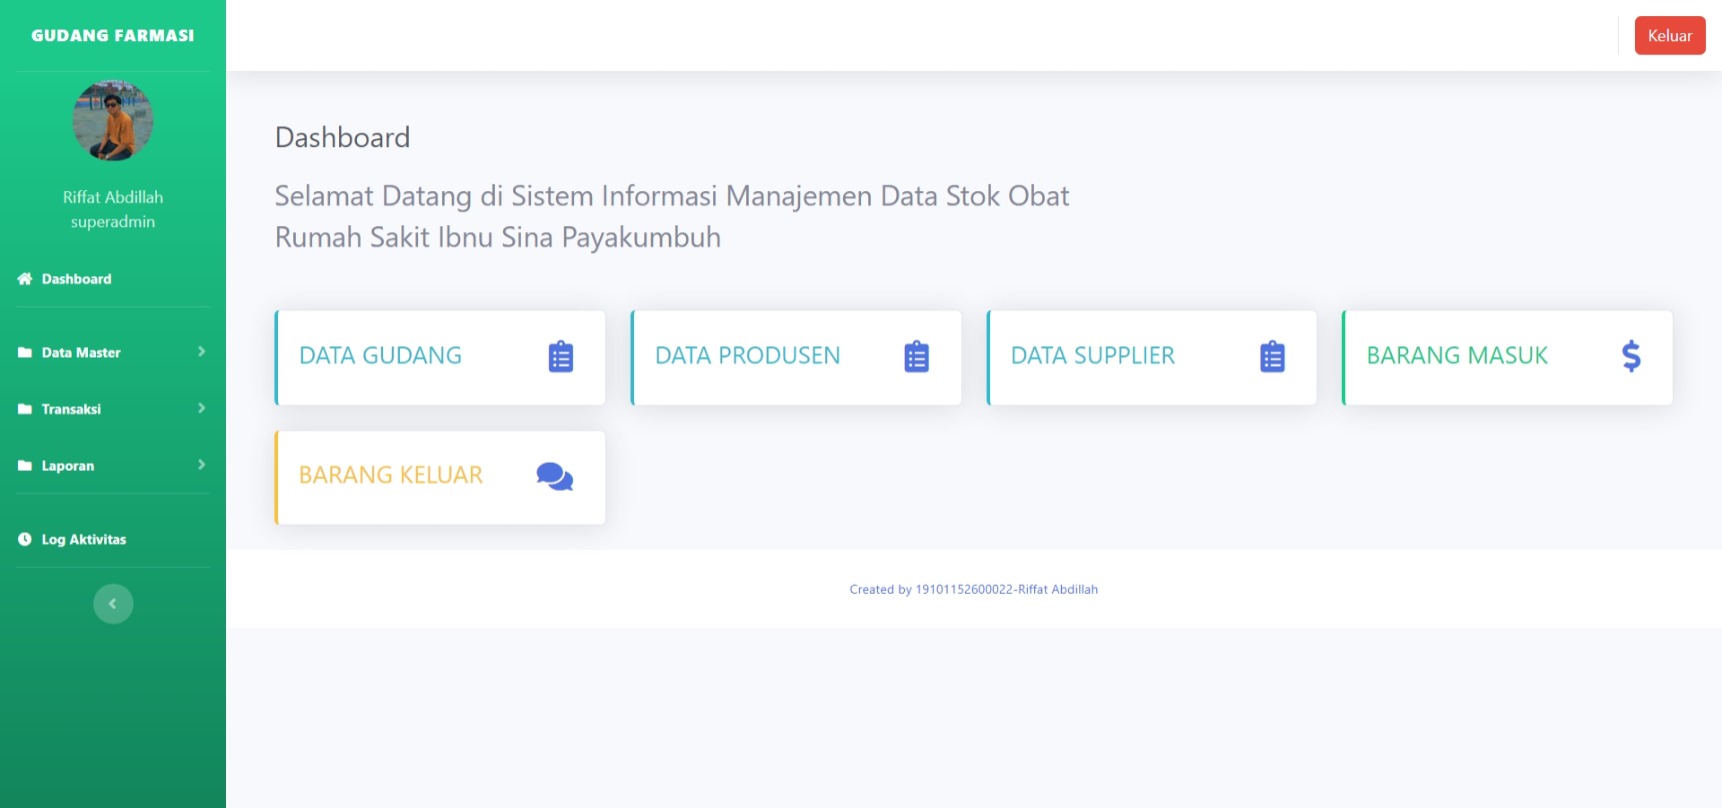 GUDANG FARMASI
Keluar
Riffat Abdillah
superadmin
Dashboard
Data Master
Transaksi
Laporan
Log Aktivitas
Dashboard
Selamat Datang di Sistem Informasi Manajemen Data Stok Obat
Rumah Sakit Ibnu Sina Payakumbuh
DATA GUDANG
DATA PRODUSEN
DATA SUPPLIER
BARANG MASUK
BARANG KELUAR
Created by 19101152600022-Riffat Abdillah